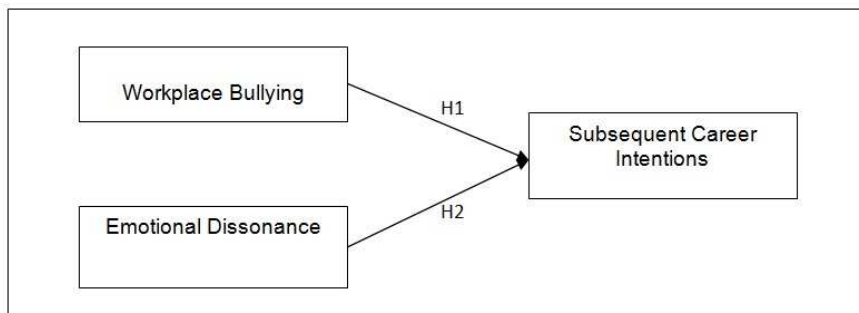 Workplace Bullying
H1
Subsequent Career
Intentions
Emotional Dissonance
H2